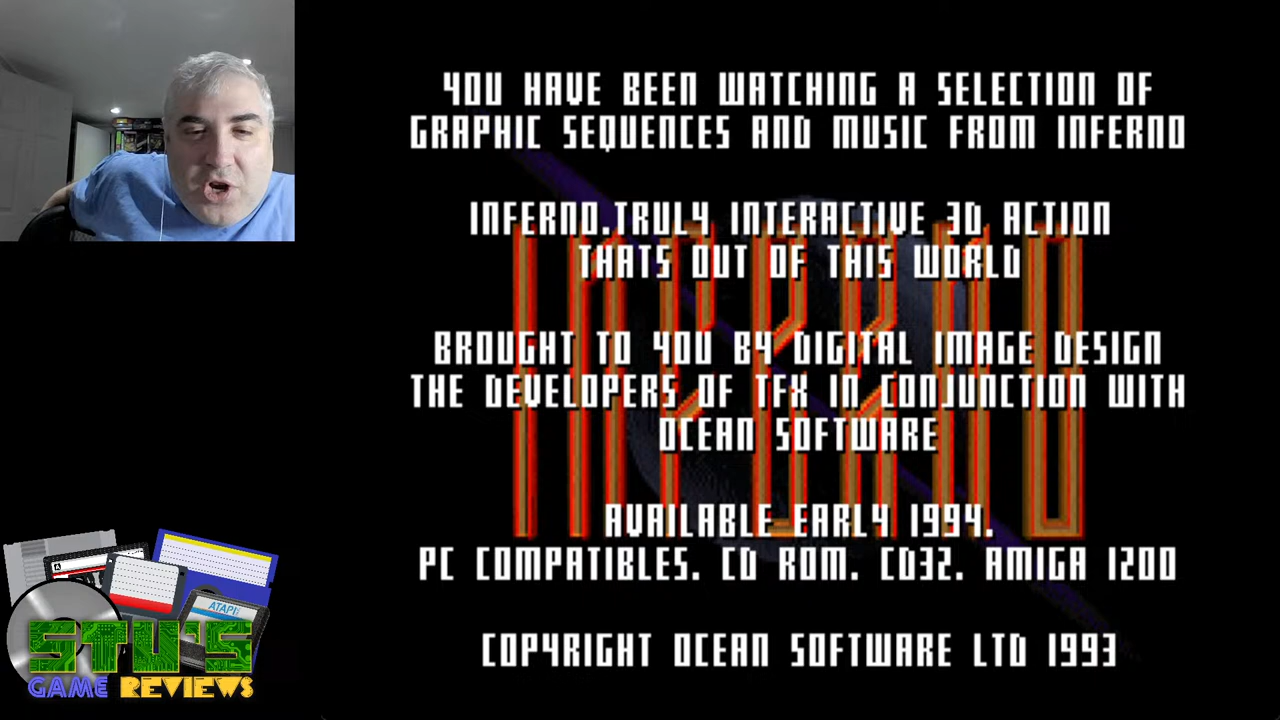 YOU HAVE BEEN WATCHING A SELECTION OF
GRAPHIC SEQUENCES AND MUSIC FROM INFERNO
INFERNO.TRULY INTERACTIVE 3D ACTION
THATS OUT OF THIS WORLD
INFERNO
BROUGHT TO YOU BY DIGITAL IMAGE DESIGN
THE DEVELOPERS OF TFX IN CONJUNCTION WITH
OCEAN SOFTWARE
AVAILABLE EARLY 1994.
PC COMPATIBLES. CD ROM. CD32. AMIGA 1200
COPYRIGHT OCEAN SOFTWARE LTD 1993
ATARI
STU'S
GAME REVIEWS